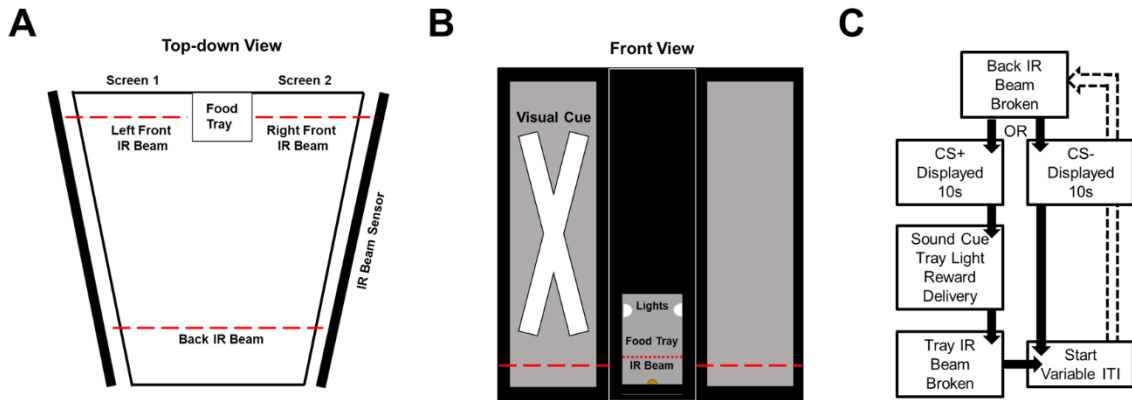 A
Top-down View
Screen 1
Screen 2
Food
Tray
Left Front
IR Beam
Right Front
IR Beam
IR Beam Sensor
Back IR Beam
B
Front View
Visual Cue
Lights
Food Tray
IR Beam
C
Back IR
Beam
Broken
OR
CS+
Displayed
10s
CS-
Displayed
10s
Sound Cue
Tray Light
Reward
Delivery
Tray IR
Beam
Broken
Start
Variable ITI